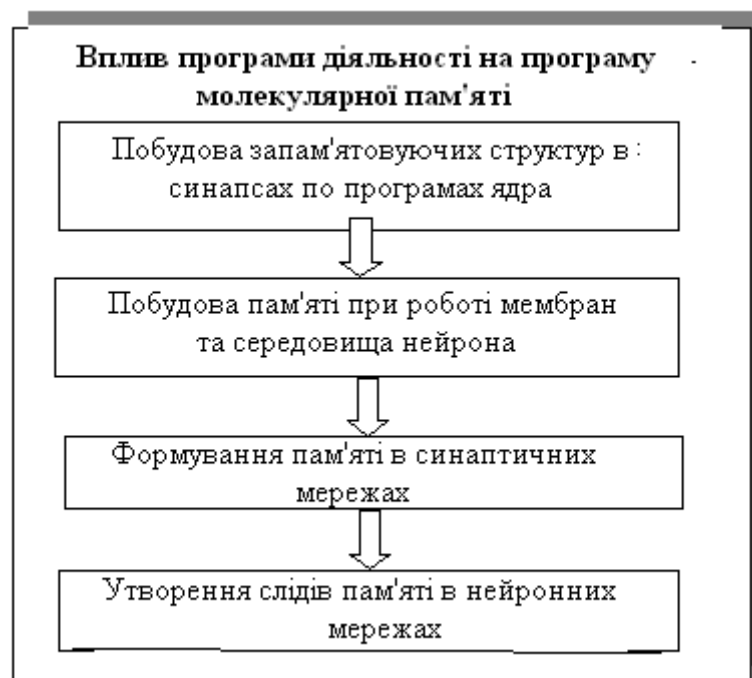 Вплив програми діяльності на програму
молекулярної пам'яті
Побудова запам'ятовуючих структур в :
синапсах по програмах ядра
Побудова пам'яті при роботі мембран
та середовища нейрона
Формування пам'яті в синаптичних
мережах
Утворення слідів пам'яті в нейронних
мережах